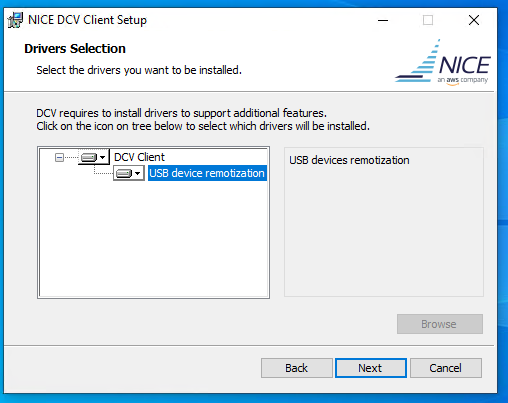 NICE DCV Client Setup
Drivers Selection
Select the drivers you want to be installed.
NICE
an aws company
DCV requires to install drivers to support additional features.
Click on the icon on tree below to select which drivers will be installed.
DCV Client
USB device remotization
USB devices remotization
Browse
Back
Next
Cancel